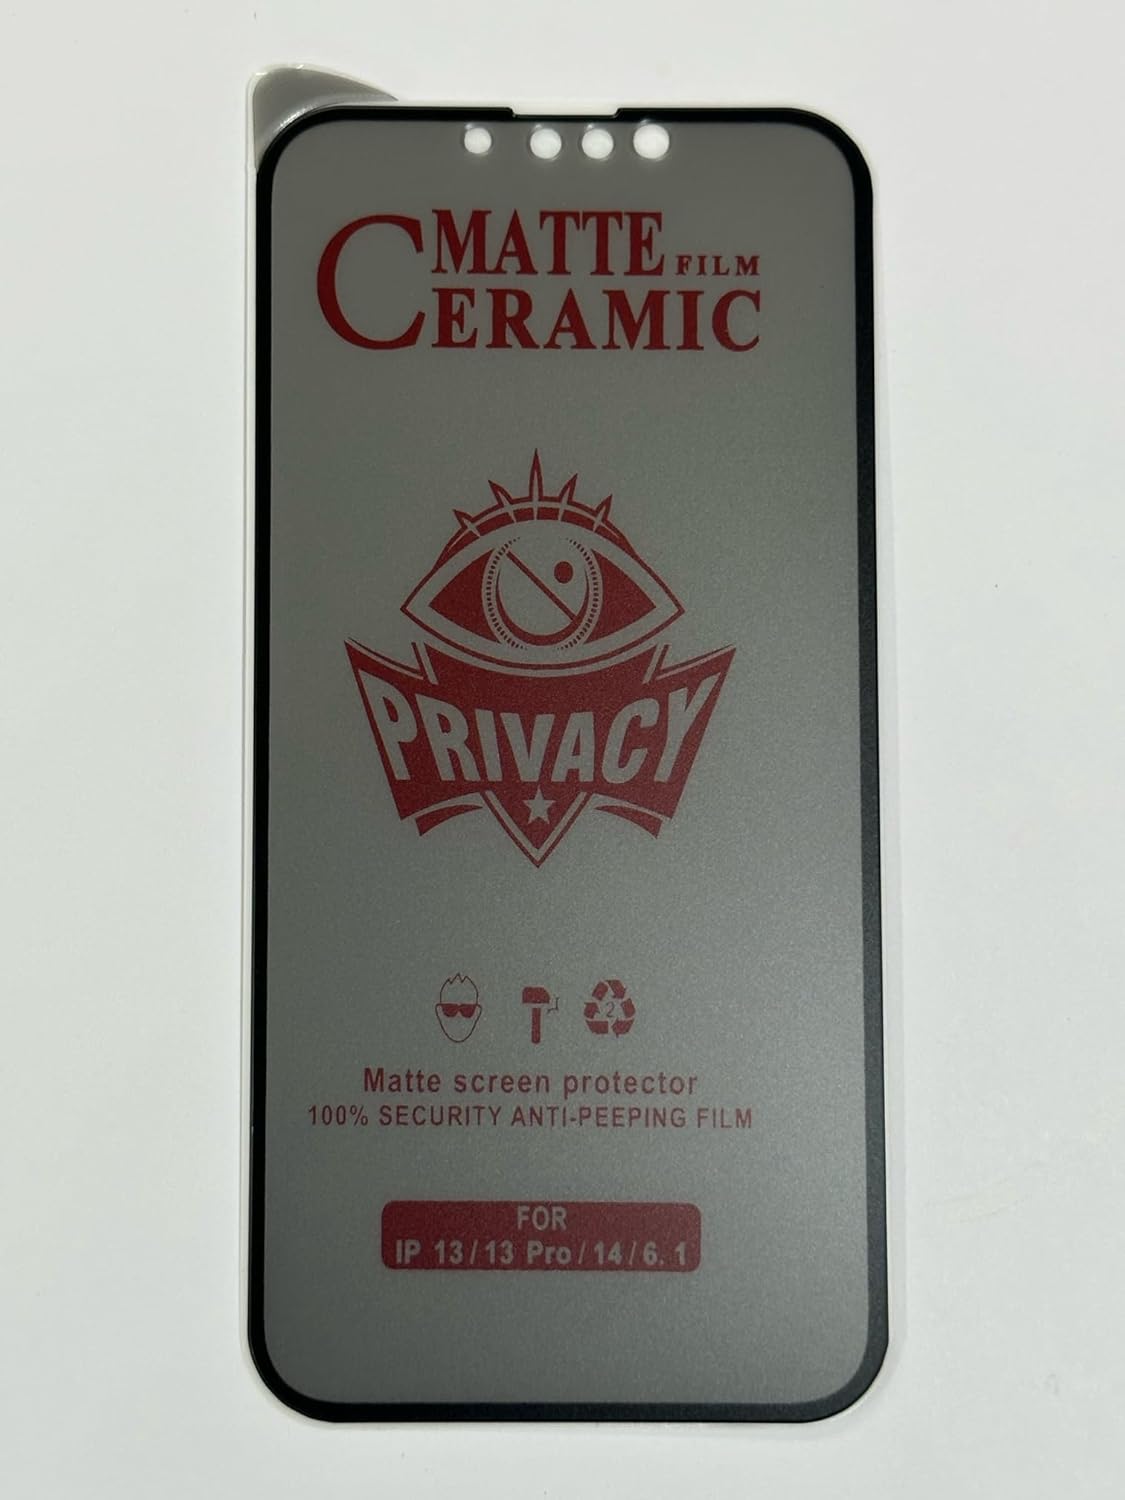 MATTE FILM
CERAMIC
PRIVACY
2
Matte screen protector
100% SECURITY ANTI-PEEPING FILM
FOR
IP 13/13 Pro/14/6.1